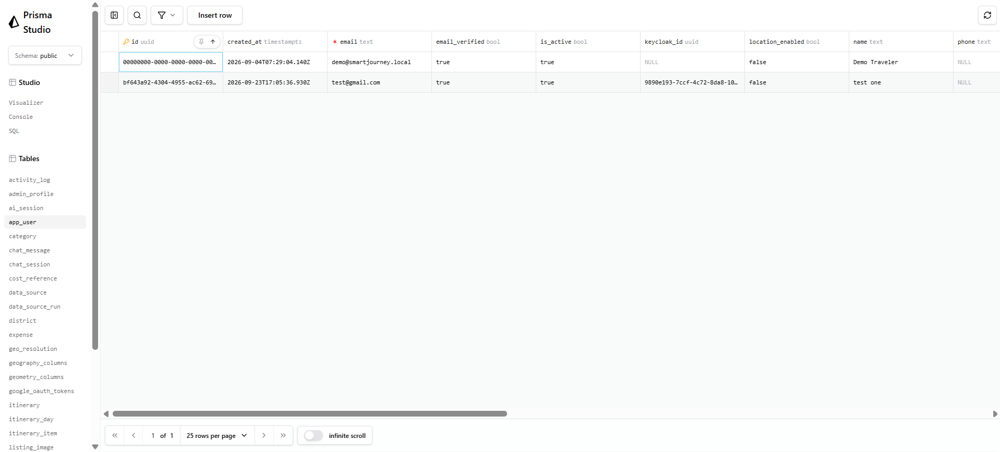 Prisma
Studio
Schema: public
Studio
Visualizer
Console
SQL
Tables
activity_log
admin_profile
ai_session
app_user
category
chat_message
chat_session
cost_reference
data_source
data_source_run
district
expense
geo_resolution
geography_columns
geometry_columns
google_oauth_tokens
itinerary
itinerary_day
itinerary_item
listing_image
Insert row
id uuid created_at timestamptz * email text email_verified bool is_active bool keycloak_id uuid location_enabled bool name text phone text
00000000-0000-0000-0000-00… 2026-09-04T07:29:04.140Z demo@smartjourney.local true true NULL false Demo Traveler NULL
bf643a92-4304-4955-ac62-69… 2026-09-23T17:05:36.930Z test@gmail.com true true 9890e193-7ccf-4c72-8da8-10… false test one NULL
1 of 1 25 rows per page infinite scroll